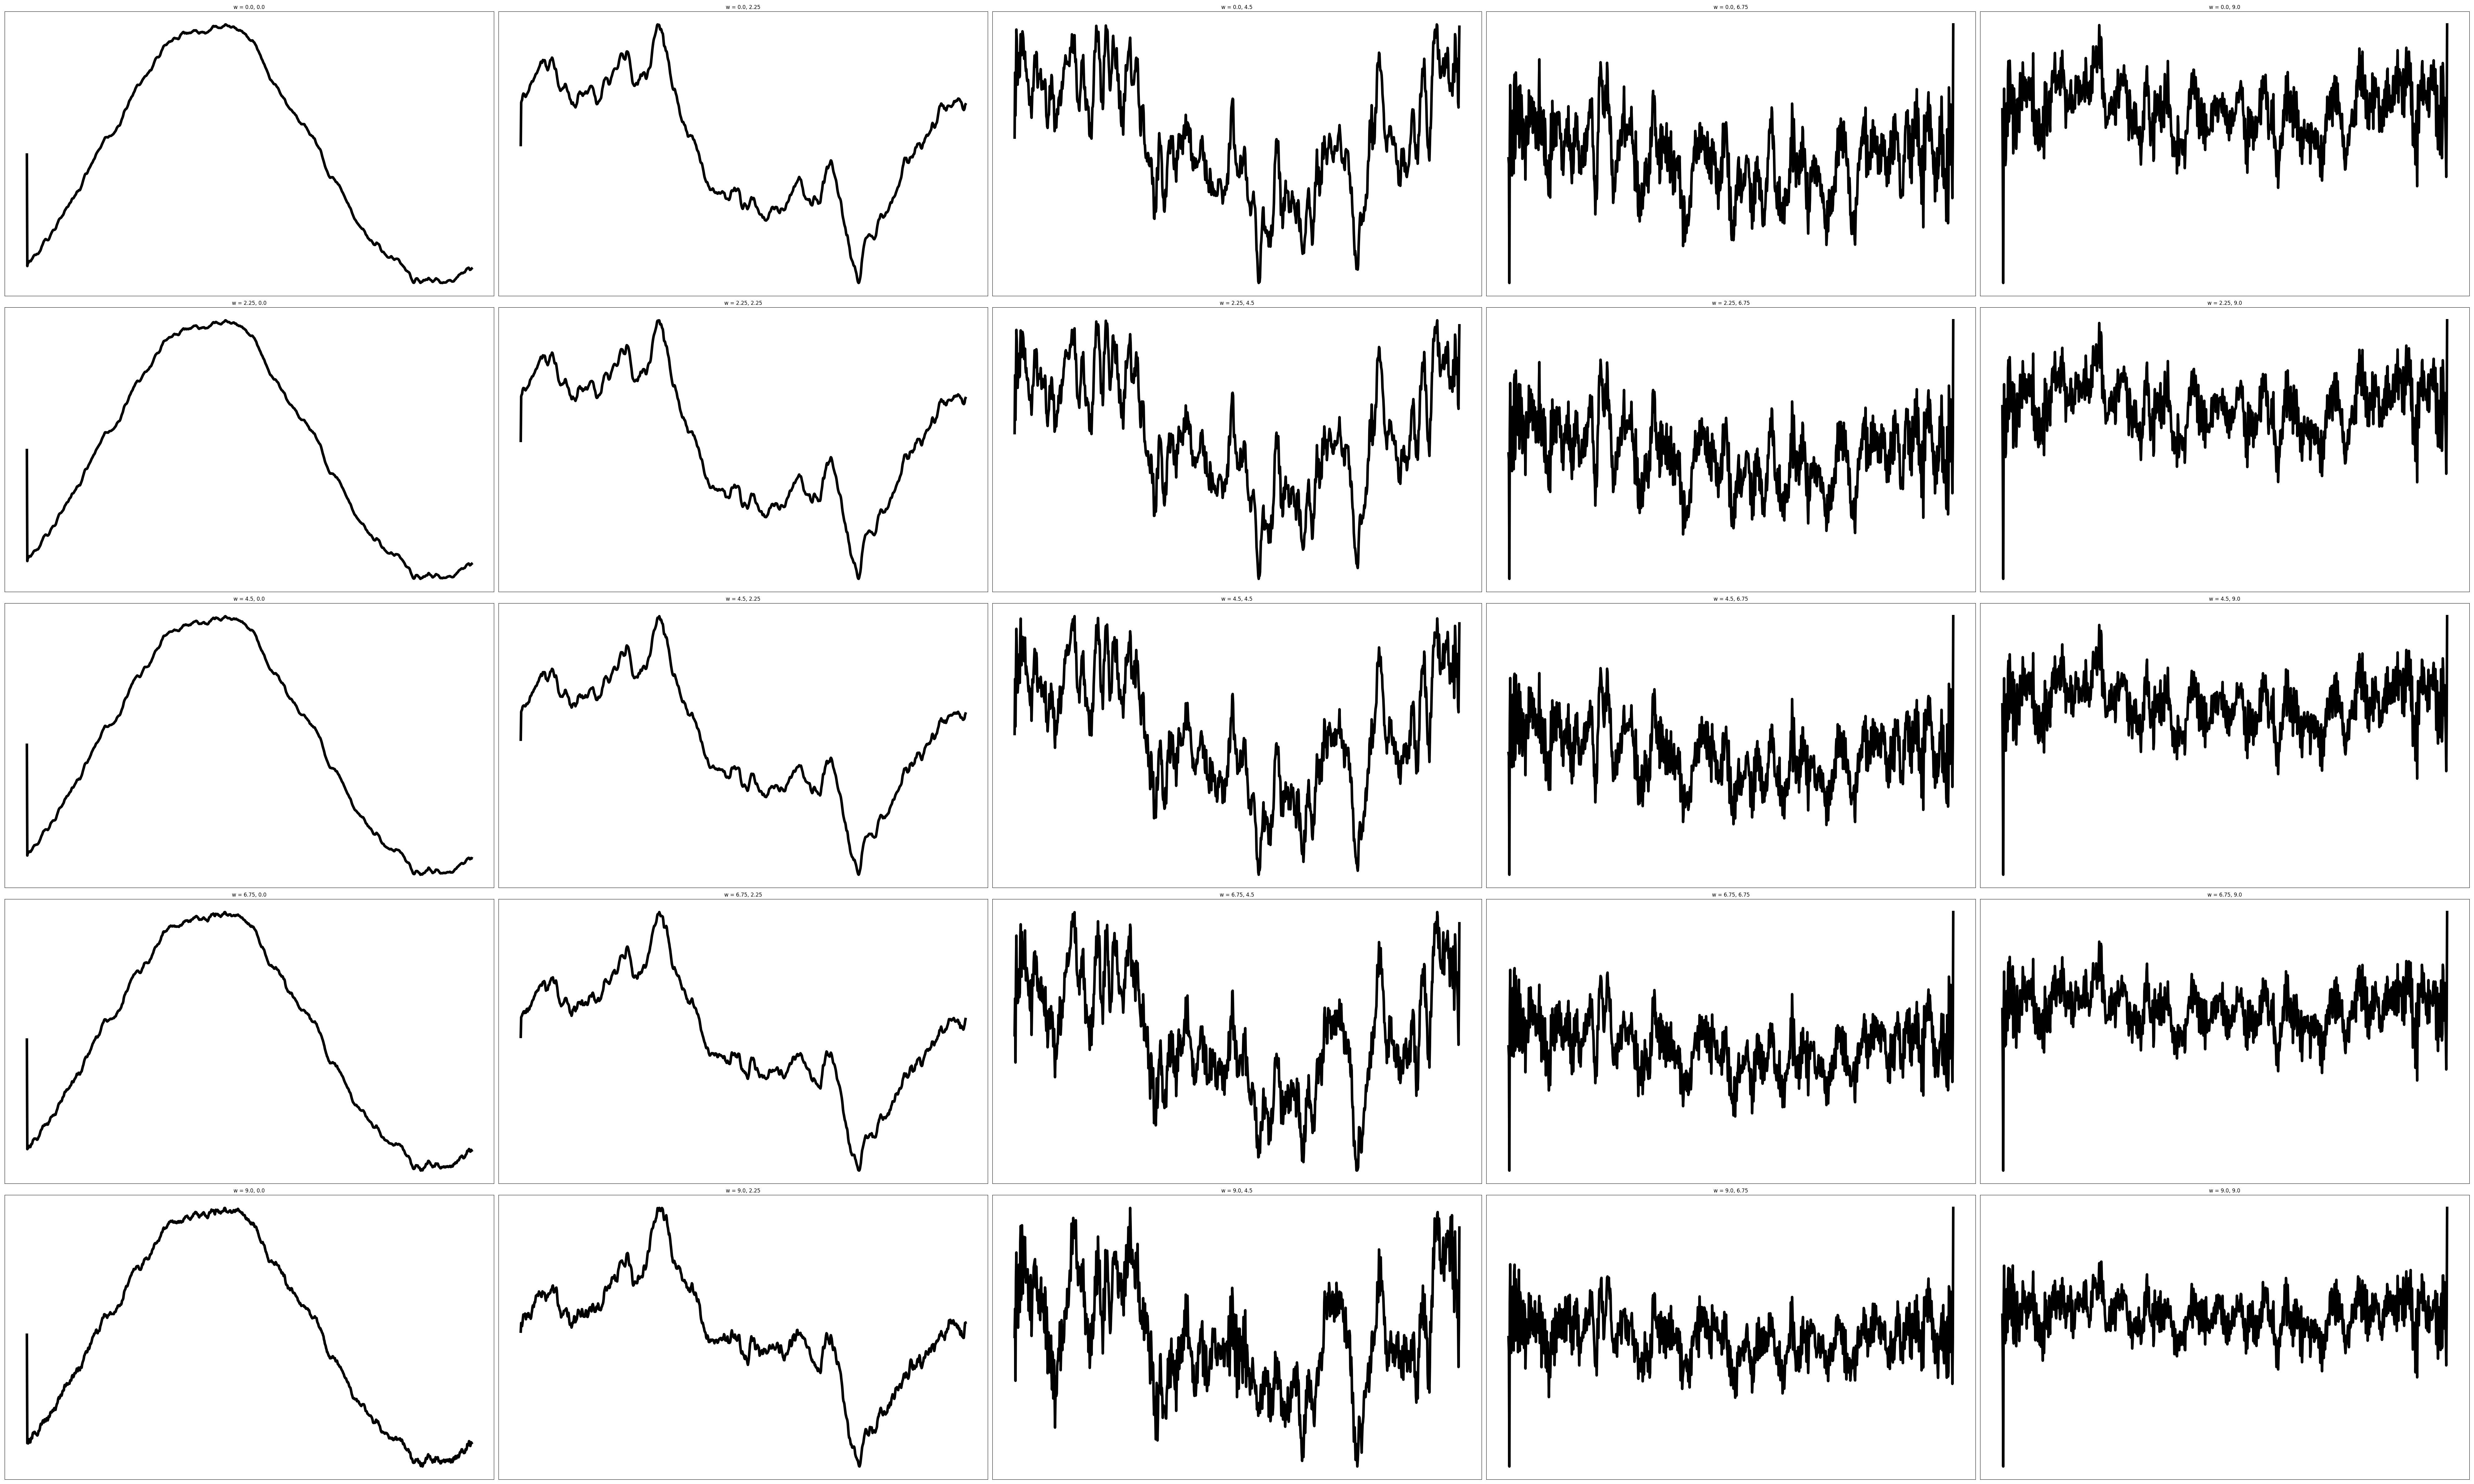 w = 0.0, 0.0
w = 0.0, 2.25
w = 0.0, 4.5
w = 0.0, 6.75
w = 0.0, 9.0
w = 2.25, 0.0
w = 2.25, 2.25
w = 2.25, 4.5
w = 2.25, 6.75
w = 2.25, 9.0
w = 4.5, 0.0
w = 4.5, 2.25
w = 4.5, 4.5
w = 4.5, 6.75
w = 4.5, 9.0
w = 6.75, 0.0
w = 6.75, 2.25
w = 6.75, 4.5
w = 6.75, 6.75
w = 6.75, 9.0
w = 9.0, 0.0
w = 9.0, 2.25
w = 9.0, 4.5
w = 9.0, 6.75
w = 9.0, 9.0